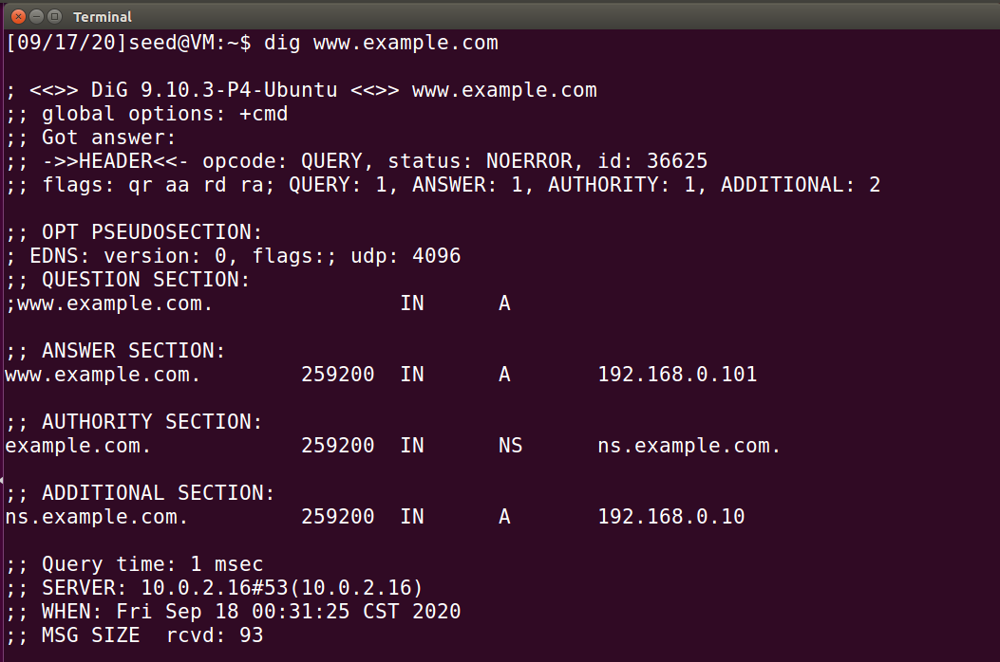 Terminal
[09/17/20]seed@VM:~$ dig www.example.com
; <<>> DiG 9.10.3-P4-Ubuntu <<>> www.example.com
;; global options: +cmd
;; Got answer:
;; ->>HEADER<<- opcode: QUERY, status: NOERROR, id: 36625
;; flags: qr aa rd ra; QUERY: 1, ANSWER: 1, AUTHORITY: 1, ADDITIONAL: 2
;; OPT PSEUDOSECTION:
; EDNS: version: 0, flags:; udp: 4096
;; QUESTION SECTION:
;www.example.com. IN A
;; ANSWER SECTION:
www.example.com. 259200 IN A 192.168.0.101
;; AUTHORITY SECTION:
example.com. 259200 IN NS ns.example.com.
;; ADDITIONAL SECTION:
ns.example.com. 259200 IN A 192.168.0.10
;; Query time: 1 msec
;; SERVER: 10.0.2.16#53(10.0.2.16)
;; WHEN: Fri Sep 18 00:31:25 CST 2020
;; MSG SIZE rcvd: 93